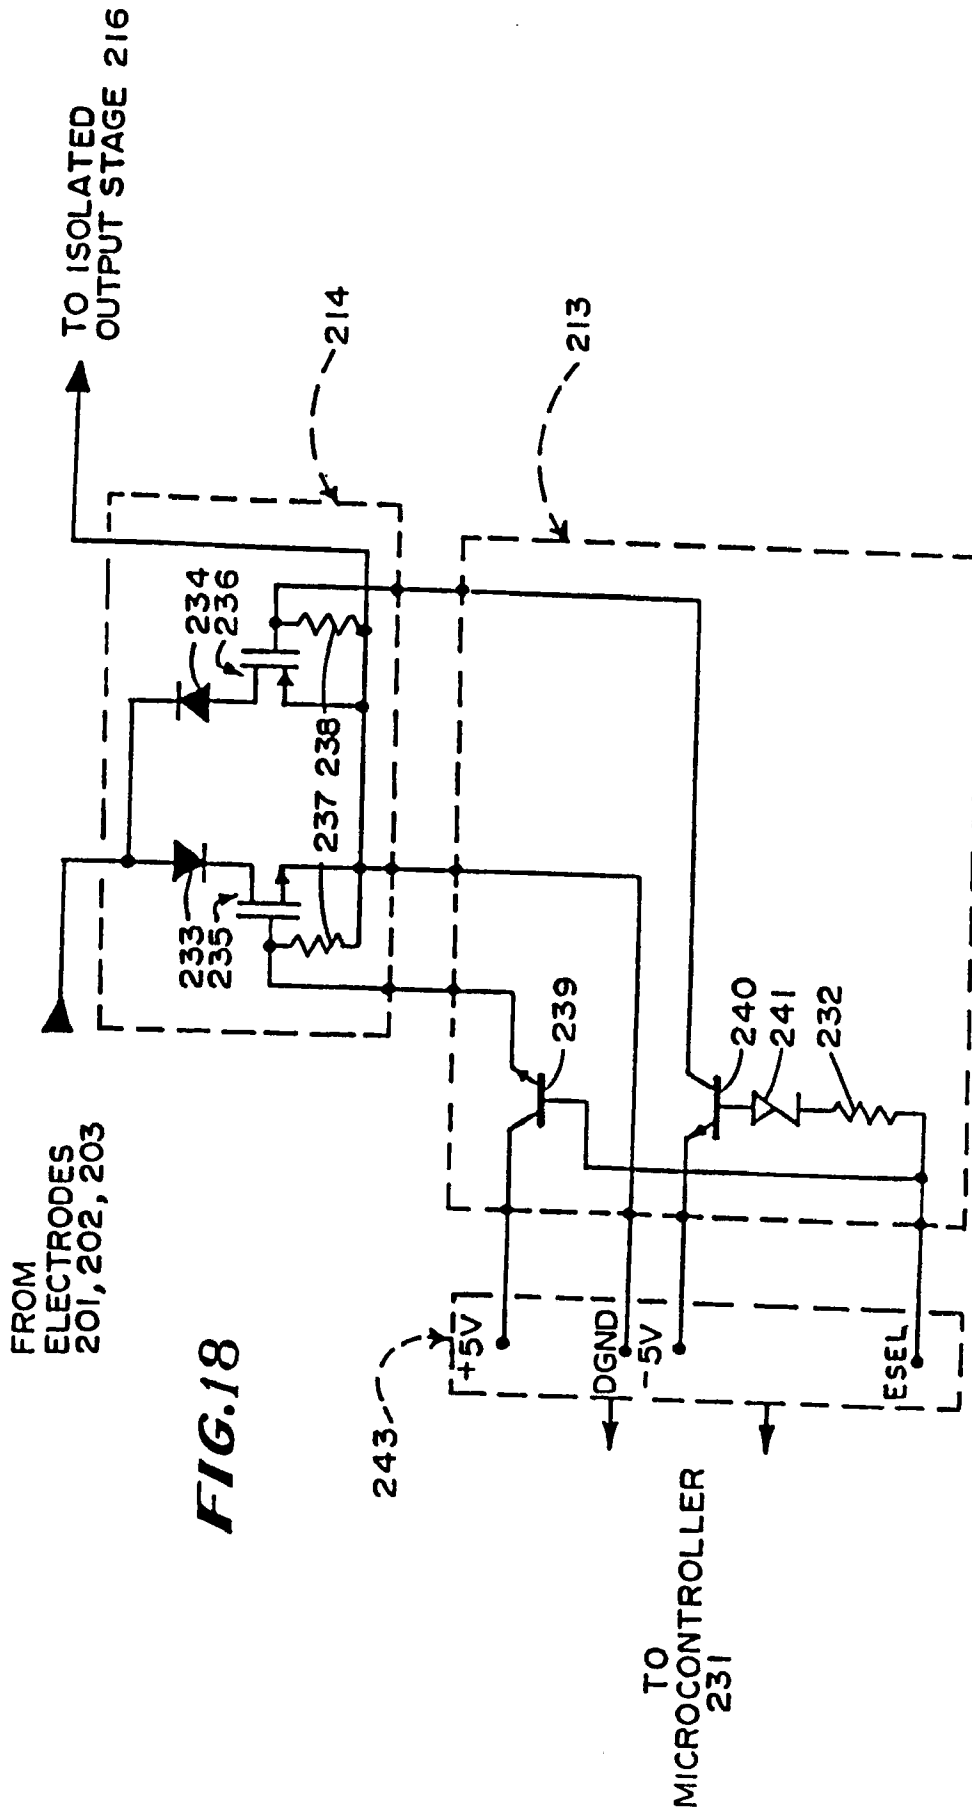 FIG.18
FROM
ELECTRODES
201, 202, 203
TO ISOLATED
OUTPUT STAGE 216
214
233
235
234
236
237
238
213
239
240
241
232
243
+5V
DGND
-5V
ESEL
TO
MICROCONTROLLER
231